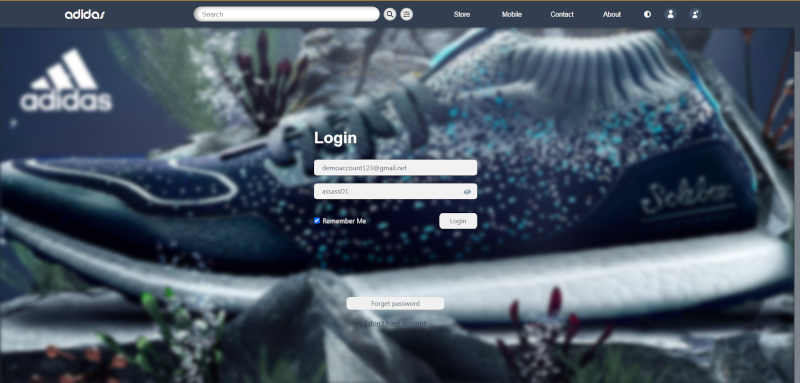 adidas
Search
Store
Mobile
Contact
About
adidas
Login
demoaccount123@gmail.net
assassD1
Remember Me
Login
Forget password
I don't have account